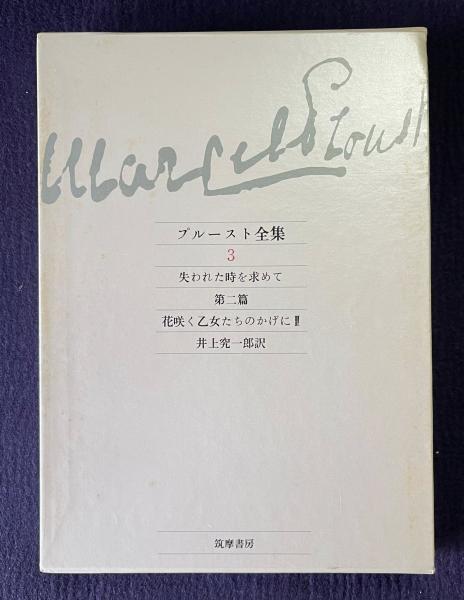 Marcel Proust
プルースト全集
3
失われた時を求めて
第二篇
花咲く乙女たちのかげにⅡ
井上究一郎訳
筑摩書房